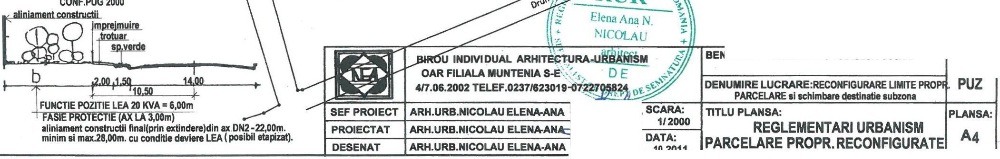 CONF.PUG 2000
aliniament constructii
imprejmuire
trotuar
sp.verde
b
2.00 1,50 14,00
10,50
FUNCTIE POZITIE LEA 20 KVA = 6,00m
FASIE PROTECTIE (AX LA 3,00m)
aliniament constructii final(prin extindere)din ax DN2-22,00m.
minim si max.28,00m. cu conditie deviere LEA (posibil etapizat).
Elena Ana N.
NICOLAU
arhitect
DE
DE SEMNATURA
NEA
BIROU INDIVIDUAL ARHITECTURA-URBANISM
OAR FILIALA MUNTENIA S-E
4/7.06.2002 TELEF.0237/623019-0722705824
SEF PROIECT ARH.URB.NICOLAU ELENA-ANA
PROIECTAT ARH.URB.NICOLAU ELENA-ANA
DESENAT ARH.URB.NICOLAU ELENA-ANA
SCARA:
1/2000
DATA:
10.2011
BEN
DENUMIRE LUCRARE:RECONFIGURARE LIMITE PROPR.
PARCELARE si schimbare destinatie subzona
PUZ
TITLU PLANSA:
REGLEMENTARI URBANISM
PARCELARE PROPR.RECONFIGURATE
PLANSA:
A4